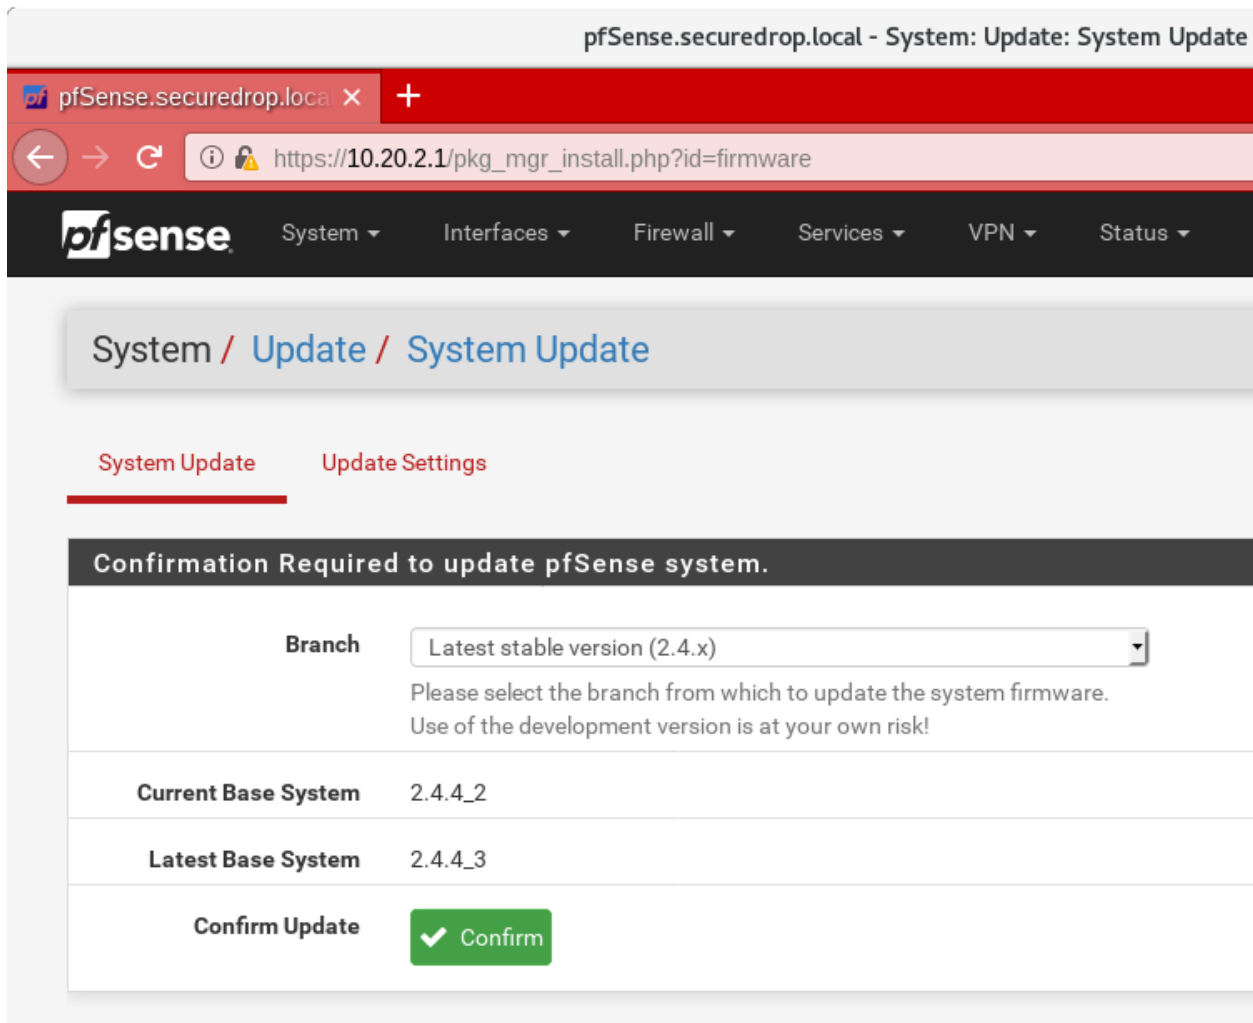 pfSense.securedrop.local - System: Update: System Update
pfSense.securedrop.loca
https://10.20.2.1/pkg_mgr_install.php?id=firmware
pfsense System Interfaces Firewall Services VPN Status
System / Update / System Update
System Update Update Settings
Confirmation Required to update pfSense system.
Branch Latest stable version (2.4.x)
Please select the branch from which to update the system firmware.
Use of the development version is at your own risk!
Current Base System 2.4.4_2
Latest Base System 2.4.4_3
Confirm Update Confirm